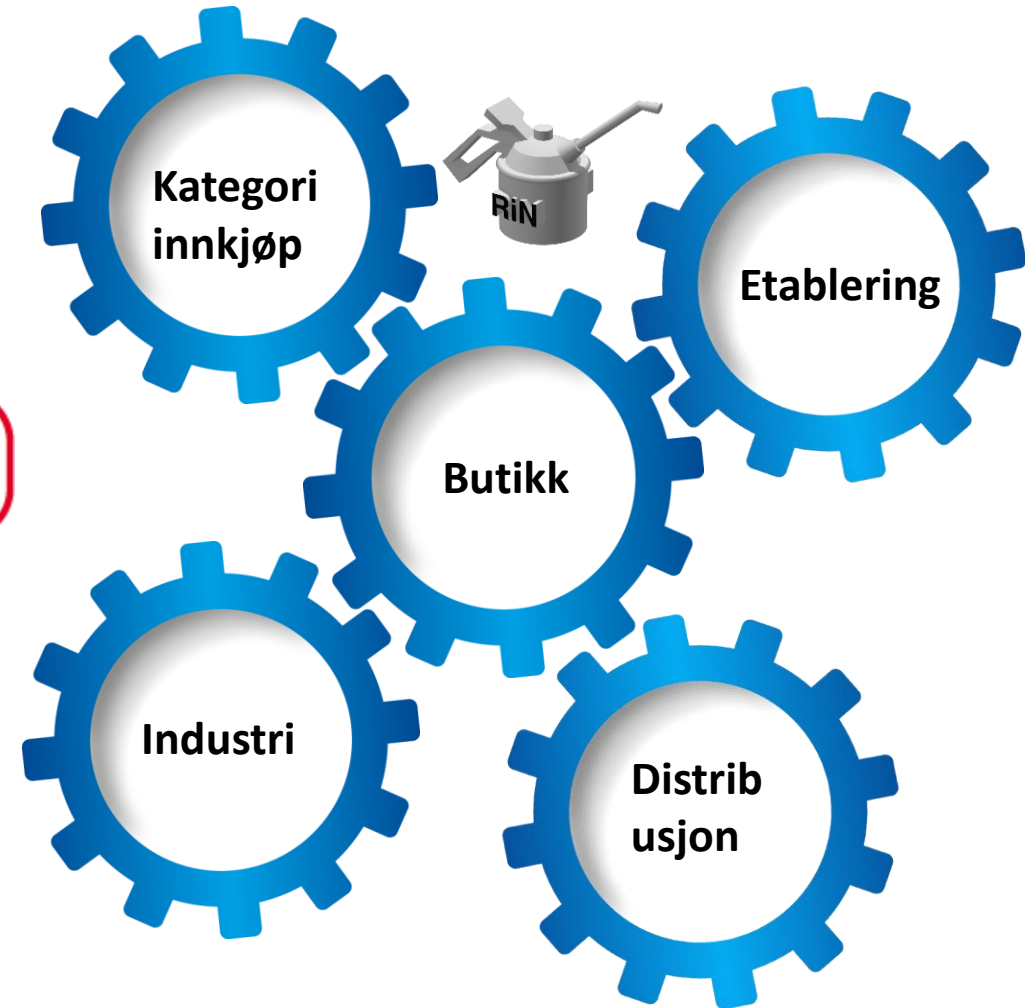 Kategori
innkjøp
RiN
Etablering
Butikk
Industri
Distrib
usjon